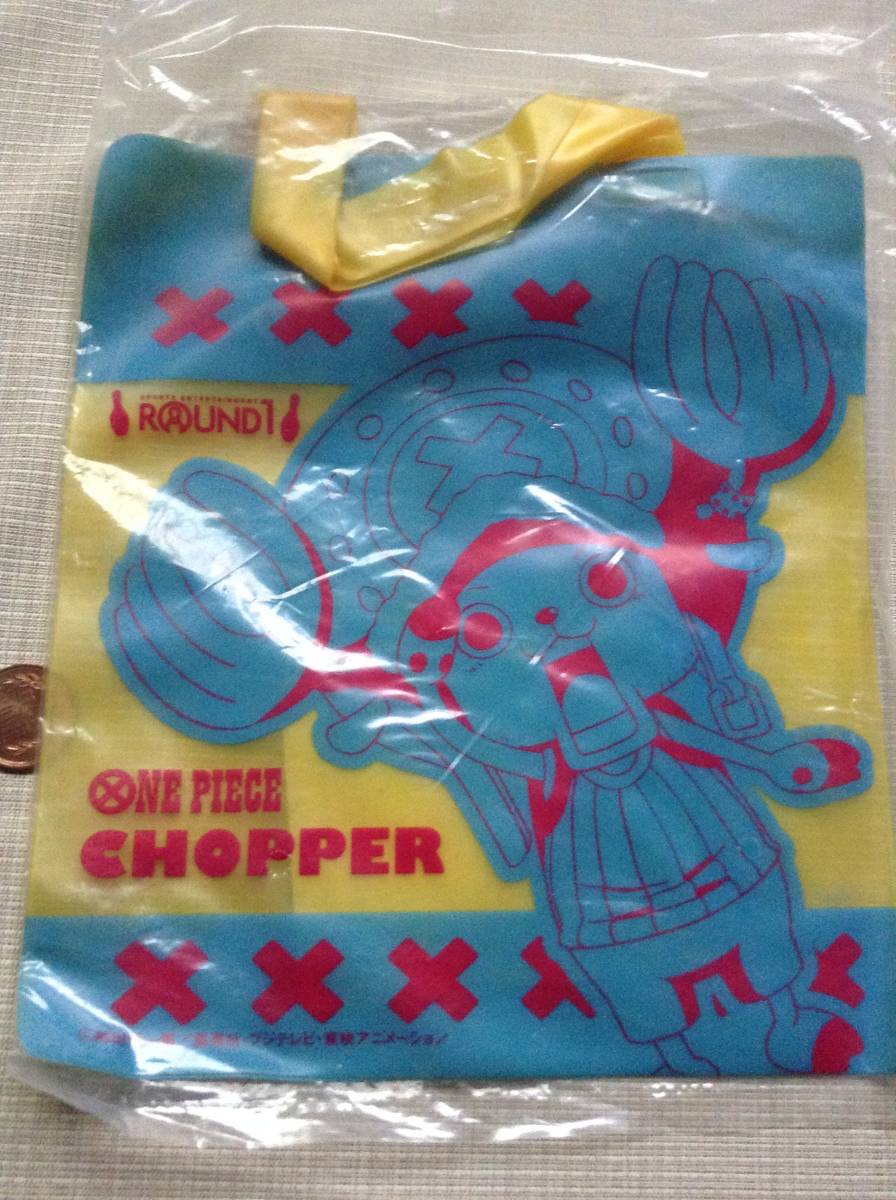 SPORTS ENTERTAINMENT
ROUND1
ONE PIECE
CHOPPER
・フジテレビ・東映アニメーション